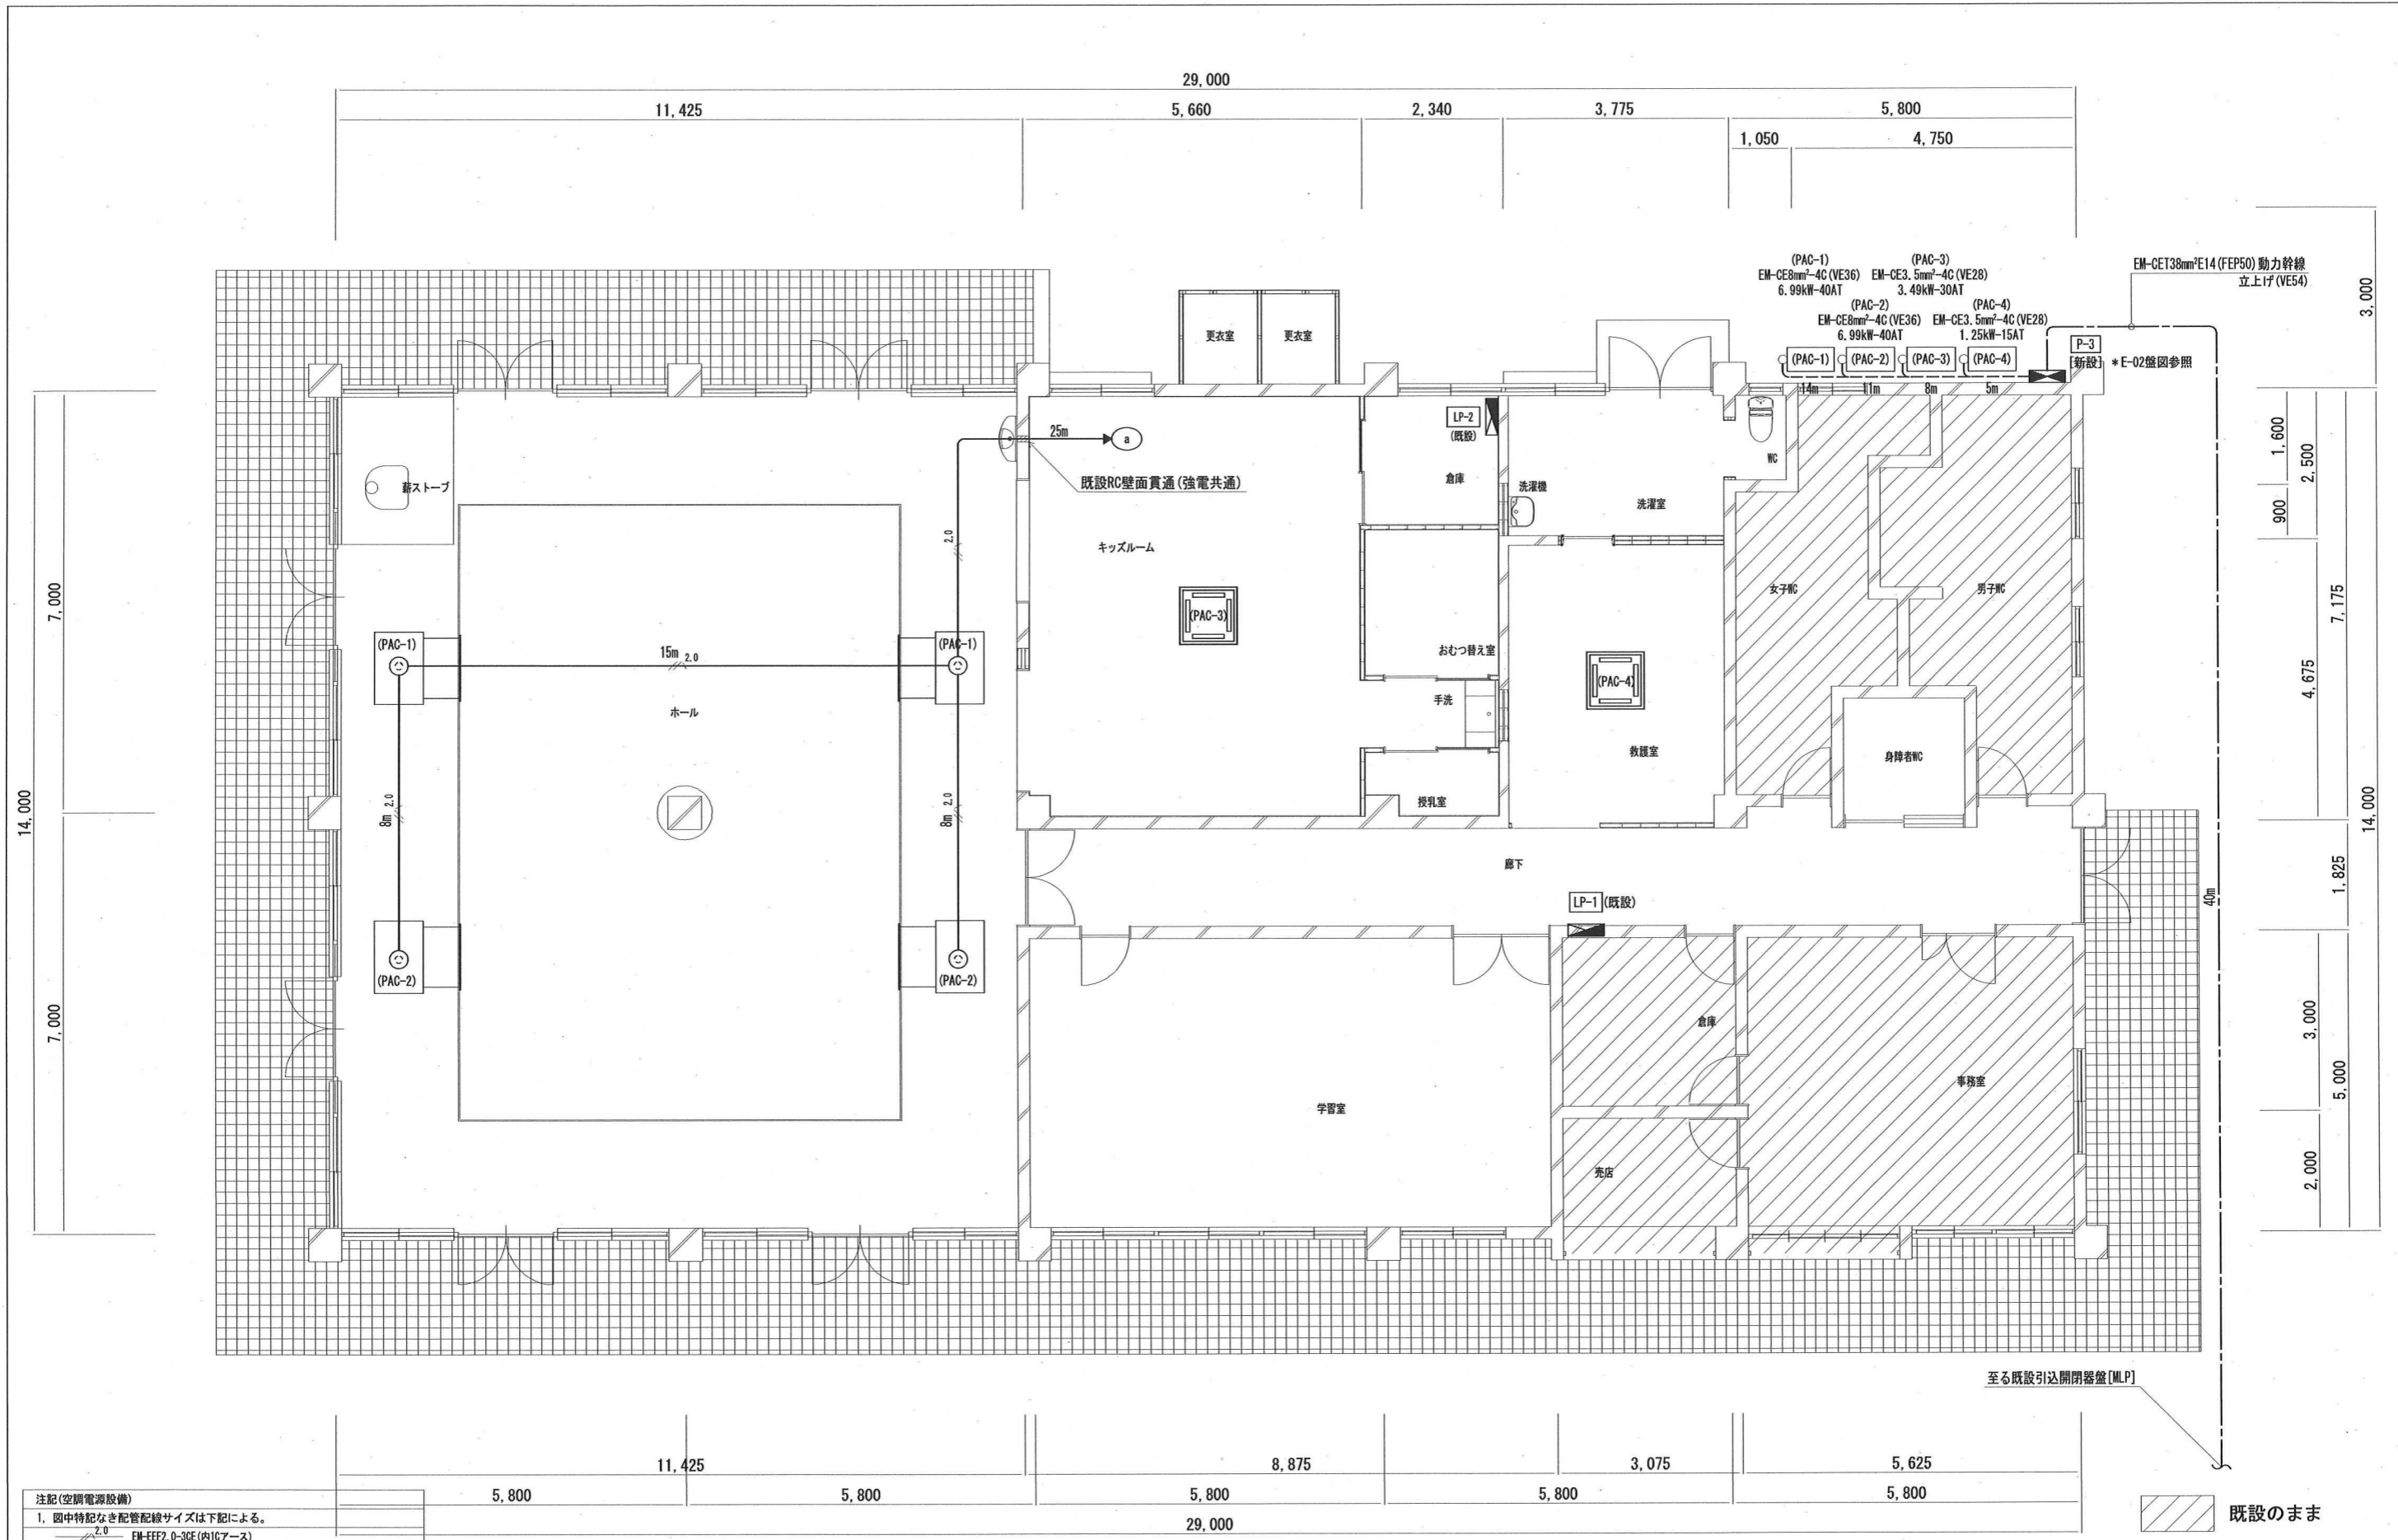 29,000
11,425
5,660
2,340
3,775
5,800
1,050
4,750
(PAC-1)
EM-CE8mm²-4C(VE36)
6.99kW-40AT
(PAC-3)
EM-CE3.5mm²-4C(VE28)
3.49kW-30AT
(PAC-2)
EM-CE8mm²-4C(VE36)
6.99kW-40AT
(PAC-4)
EM-CE3.5mm²-4C(VE28)
1.25kW-15AT
EM-CET38mm²E14(FEP50)動力幹線
立上げ(VE54)
(PAC-1)
(PAC-2)
(PAC-3)
(PAC-4)
P-3
[新設]
*E-02盤図参照
14m
11m
8m
5m
3,000
更衣室
更衣室
LP-2
(既設)
倉庫
洗濯機
洗濯室
WC
25m
a
既設RC壁面貫通(強電共通)
薪ストーブ
2.0
キッズルーム
(PAC-3)
おむつ替え室
手洗
授乳室
(PAC-4)
救護室
女子WC
男子WC
身障者WC
(PAC-1)
15m 2.0
(PAC-1)
ホール
8m 2.0
8m 2.0
(PAC-2)
(PAC-2)
廊下
LP-1
(既設)
倉庫
事務室
学習室
売店
40m
1,600
900
2,500
4,675
7,175
1,825
3,000
2,000
5,000
14,000
7,000
7,000
14,000
至る既設引込開閉器盤[MLP]
11,425
8,875
3,075
5,625
5,800
5,800
5,800
5,800
5,800
29,000
注記(空調電源設備)
1, 図中特記なき配管配線サイズは下記による。
2.0 EM-EEF2.0-3CE(内1Cアース)
既設のまま